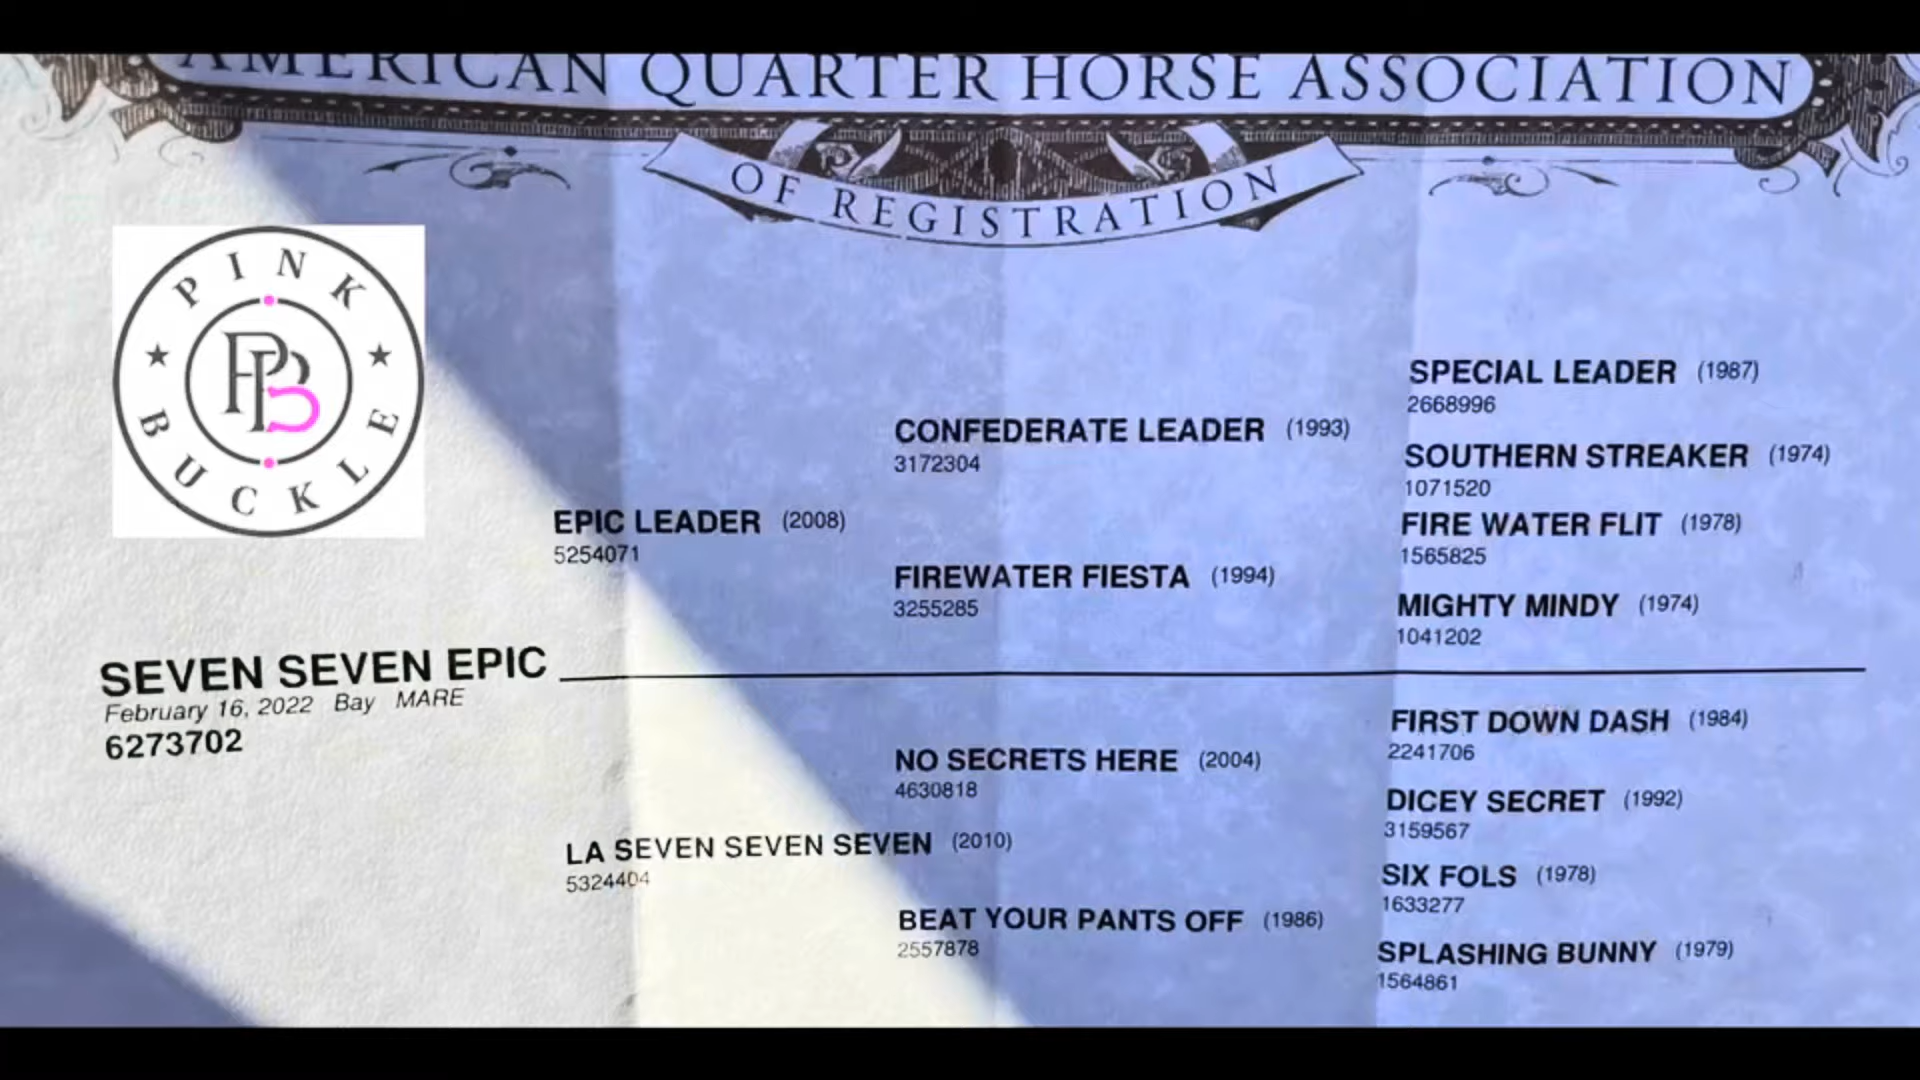 AMERICAN QUARTER HORSE ASSOCIATION
OF REGISTRATION
PINK BUCKLE
PB
SPECIAL LEADER (1987)
2668996
CONFEDERATE LEADER (1993)
3172304
SOUTHERN STREAKER (1974)
1071520
EPIC LEADER (2008)
5254071
FIRE WATER FLIT (1978)
1565825
FIREWATER FIESTA (1994)
3255285
MIGHTY MINDY (1974)
1041202
SEVEN SEVEN EPIC
February 16, 2022 Bay MARE
6273702
FIRST DOWN DASH (1984)
2241706
NO SECRETS HERE (2004)
4630818
DICEY SECRET (1992)
3159567
LA SEVEN SEVEN SEVEN (2010)
5324404
SIX FOLS (1978)
1633277
BEAT YOUR PANTS OFF (1986)
2557878
SPLASHING BUNNY (1979)
1564861